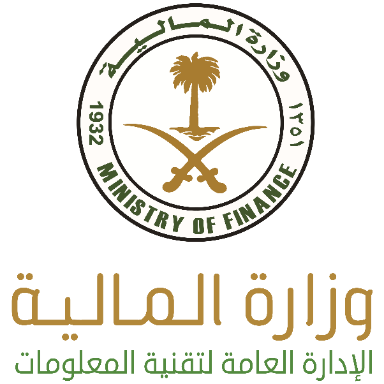 وزارة المالية
١٣٥١
1932
MINISTRY OF FINANCE
وزارة المالية
الإدارة العامة لتقنية المعلومات